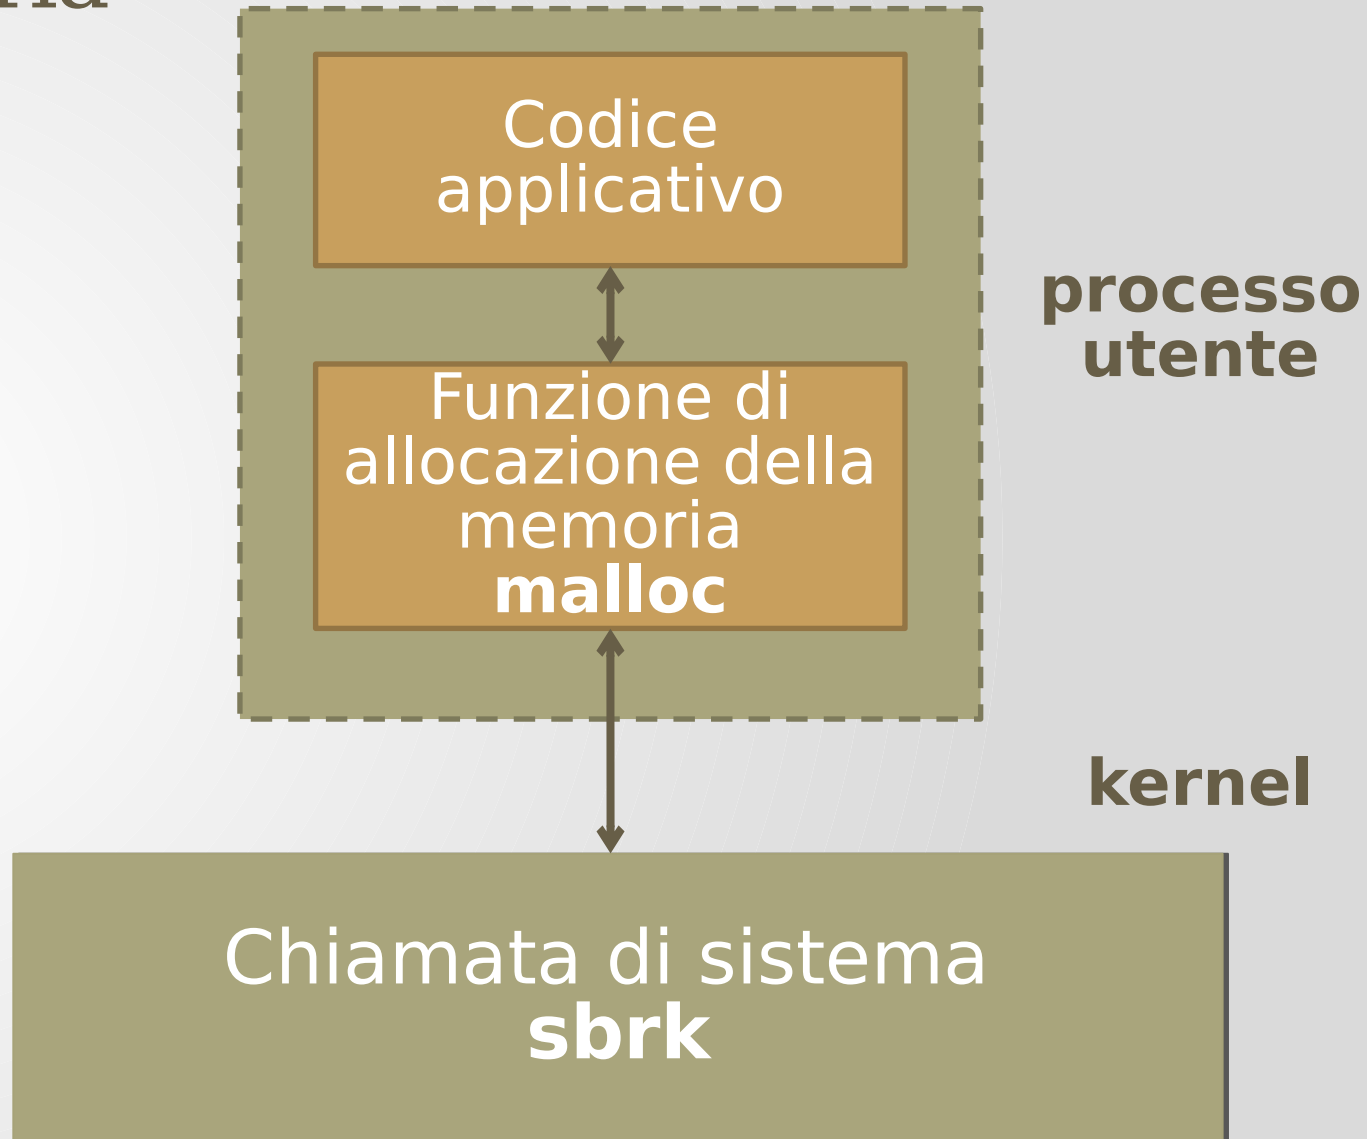 Codice
applicativo
processo
utente
Funzione di
allocazione della
memoria
malloc
kernel
Chiamata di sistema
sbrk